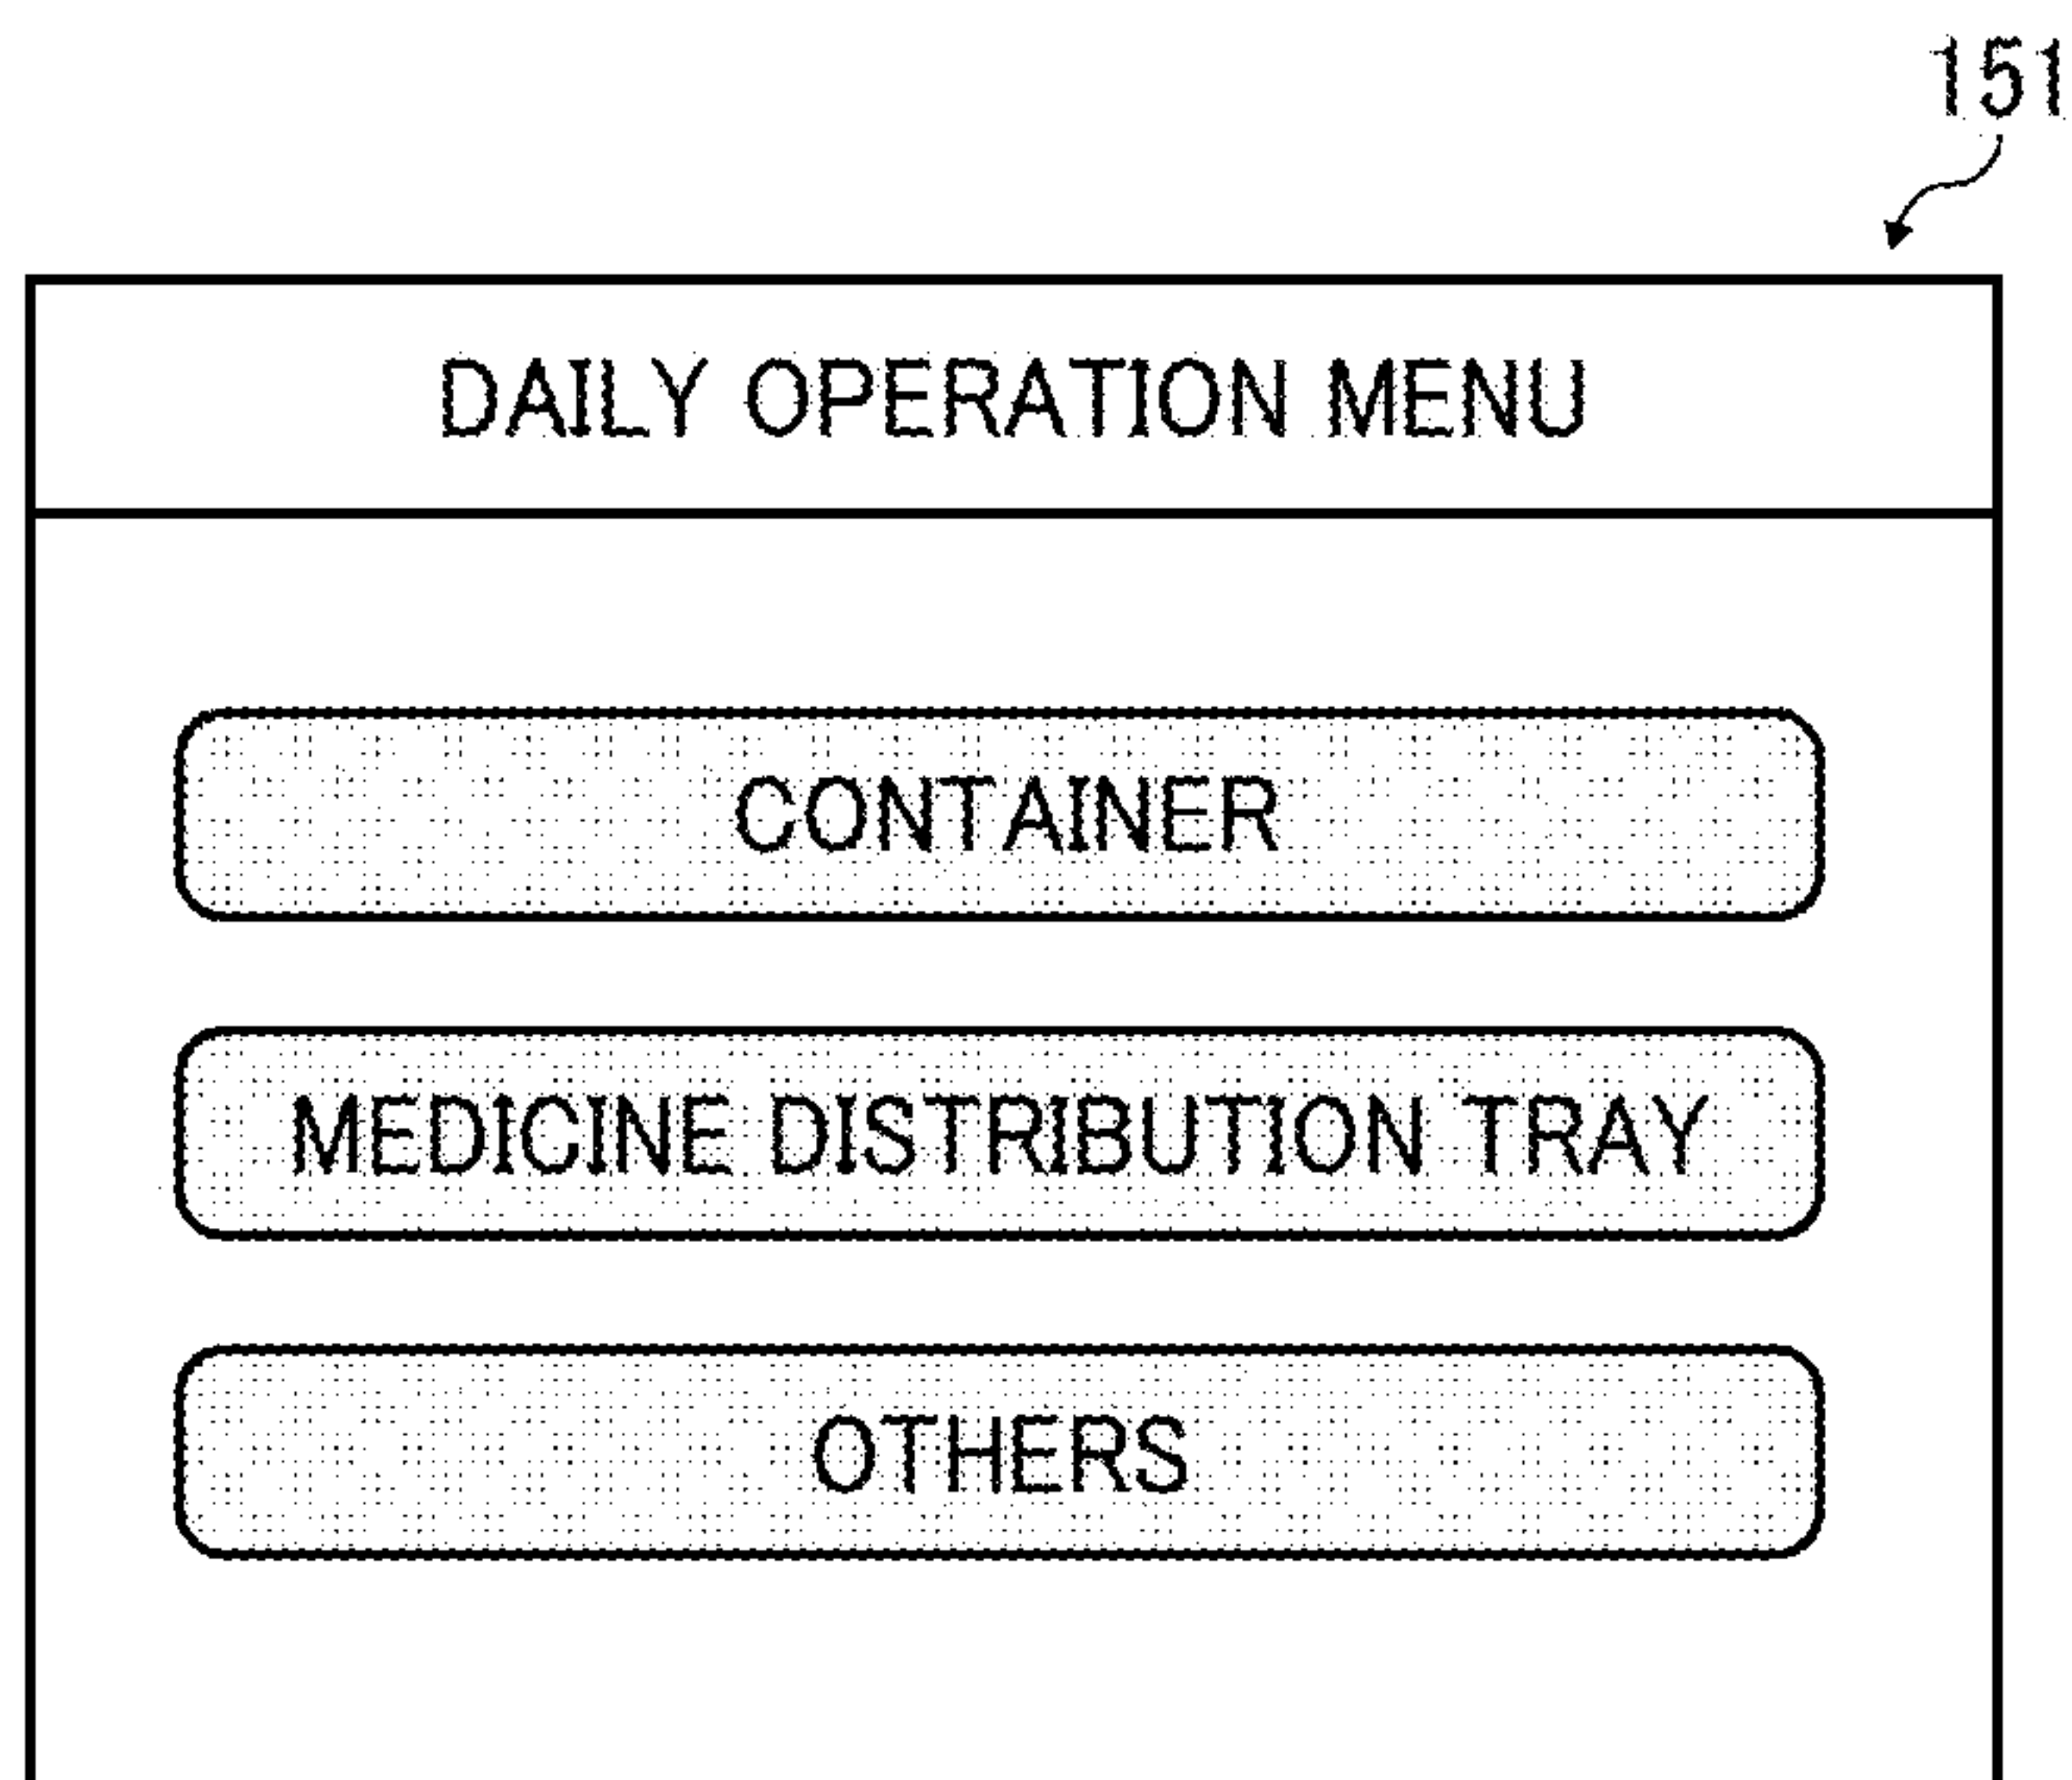 151
DAILY OPERATION MENU
CONTAINER
MEDICINE DISTRIBUTION TRAY
OTHERS